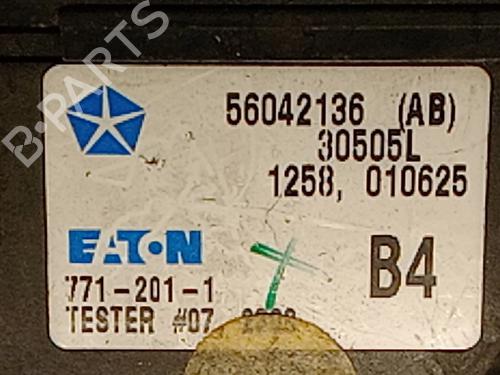 B-PARTS
56042136 (AB)
30505L
1258, 010625
EATON
B4
771-201-1
TESTER #07